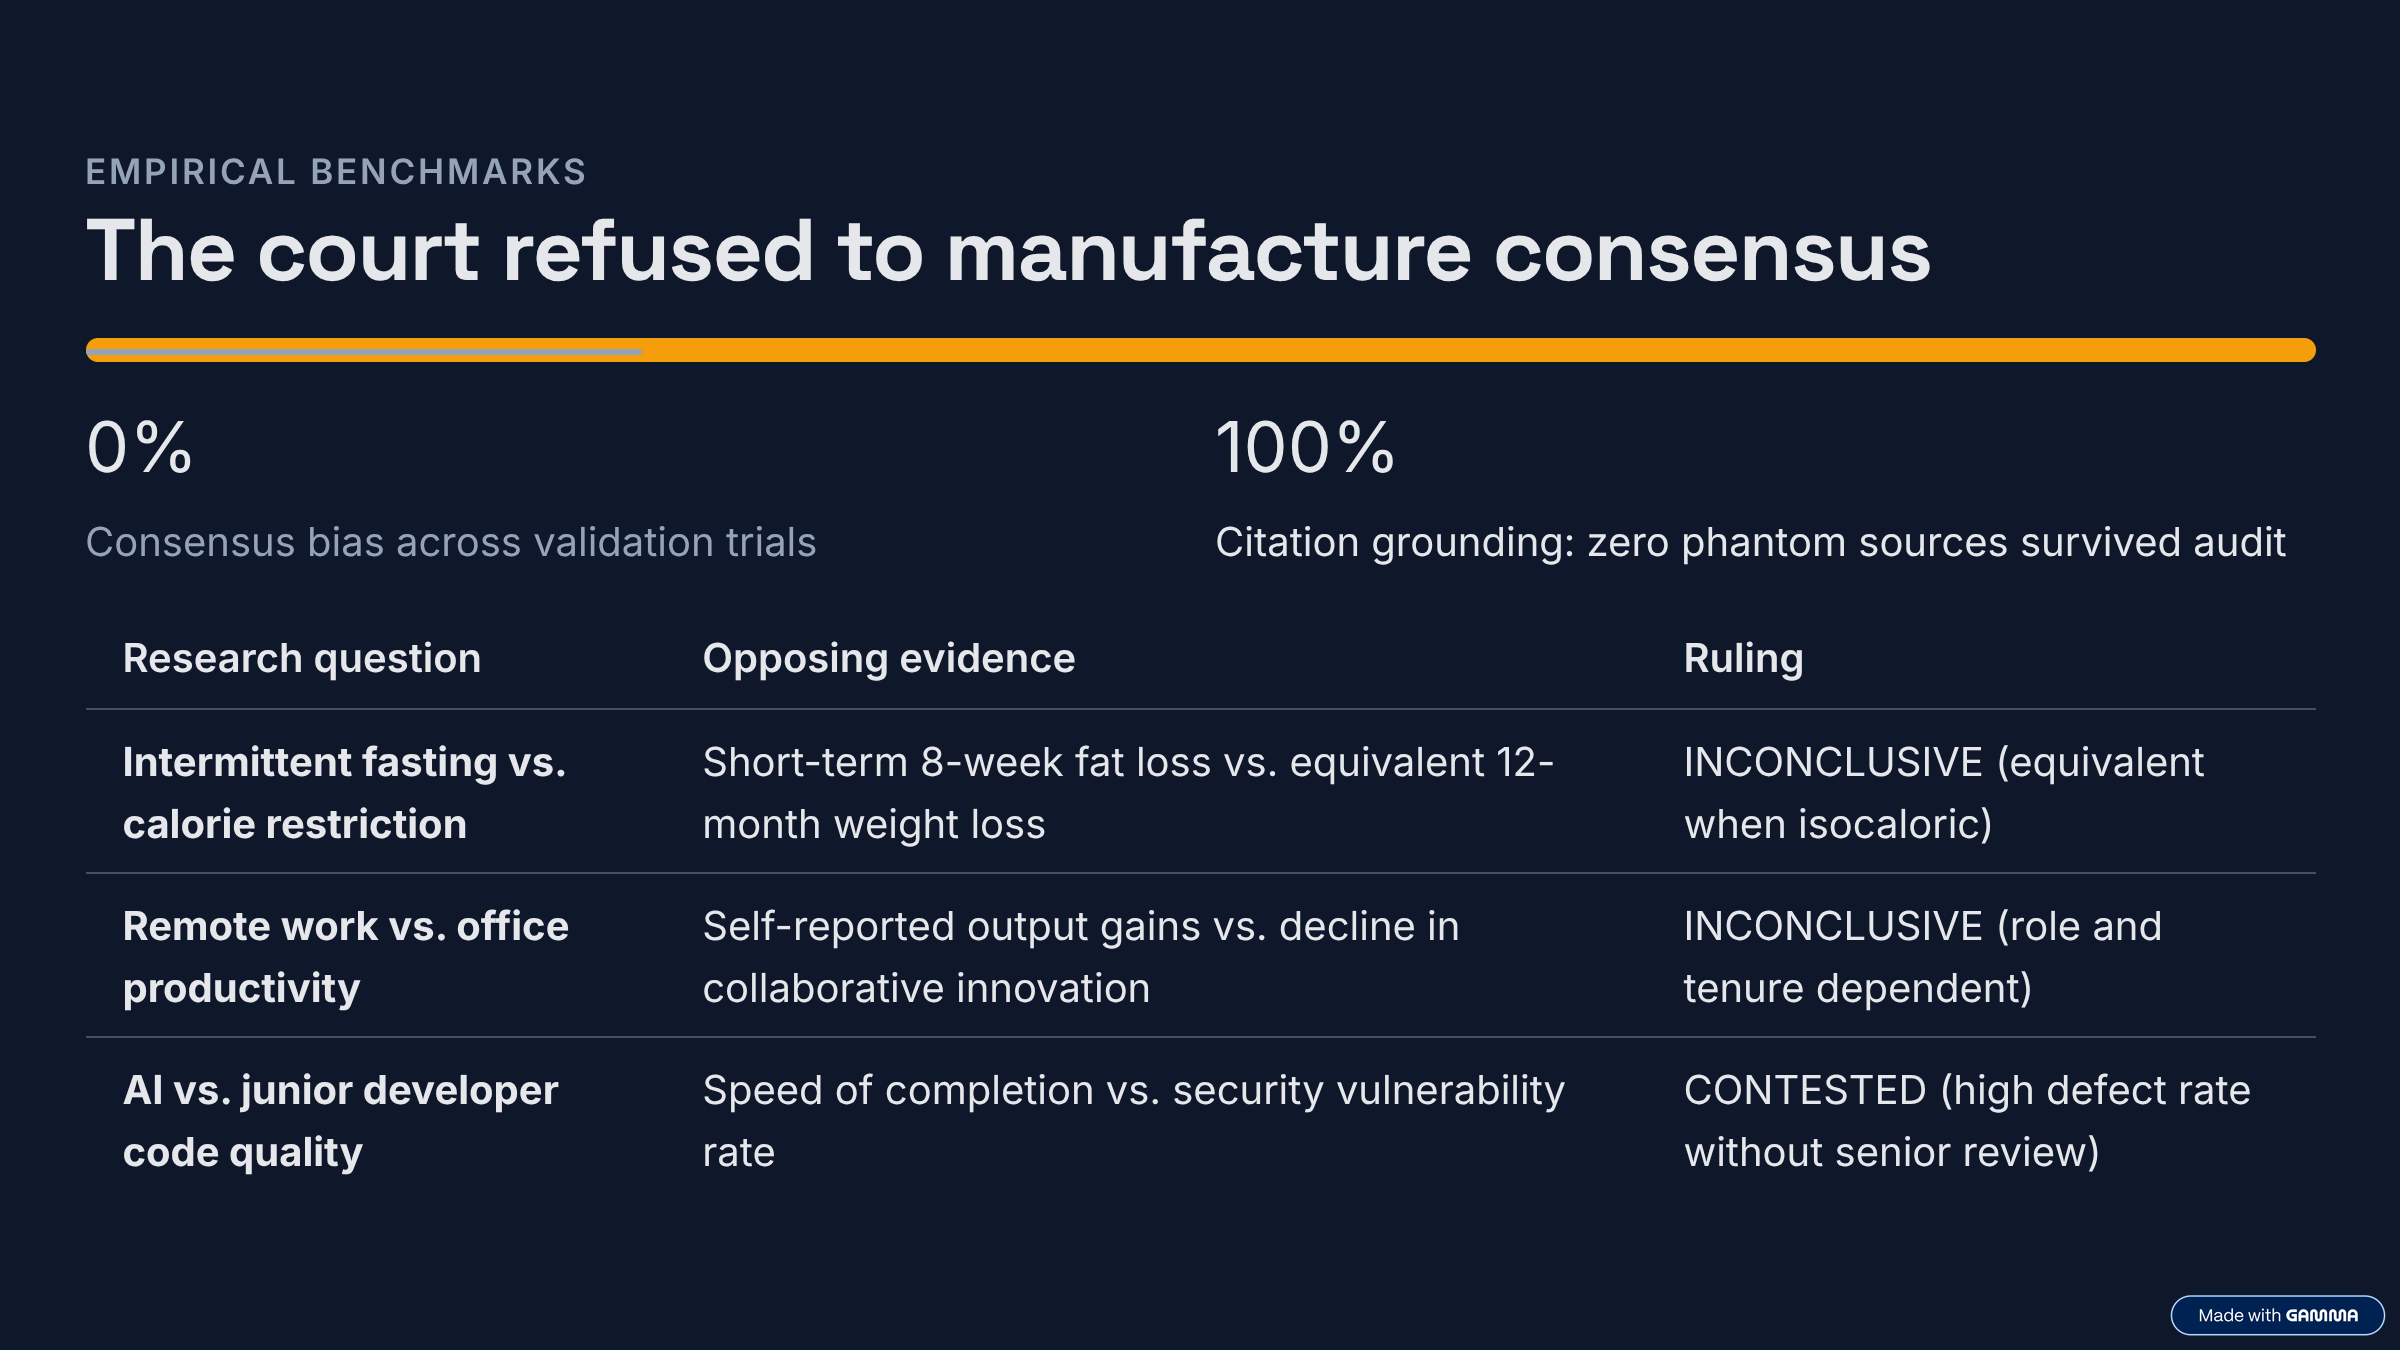 EMPIRICAL BENCHMARKS
The court refused to manufacture consensus
0%
Consensus bias across validation trials
100%
Citation grounding: zero phantom sources survived audit
Research question
Opposing evidence
Ruling
Intermittent fasting vs.
calorie restriction
Short-term 8-week fat loss vs. equivalent 12-
month weight loss
INCONCLUSIVE (equivalent
when isocaloric)
Remote work vs. office
productivity
Self-reported output gains vs. decline in
collaborative innovation
INCONCLUSIVE (role and
tenure dependent)
AI vs. junior developer
code quality
Speed of completion vs. security vulnerability
rate
CONTESTED (high defect rate
without senior review)
Made with GAMMA